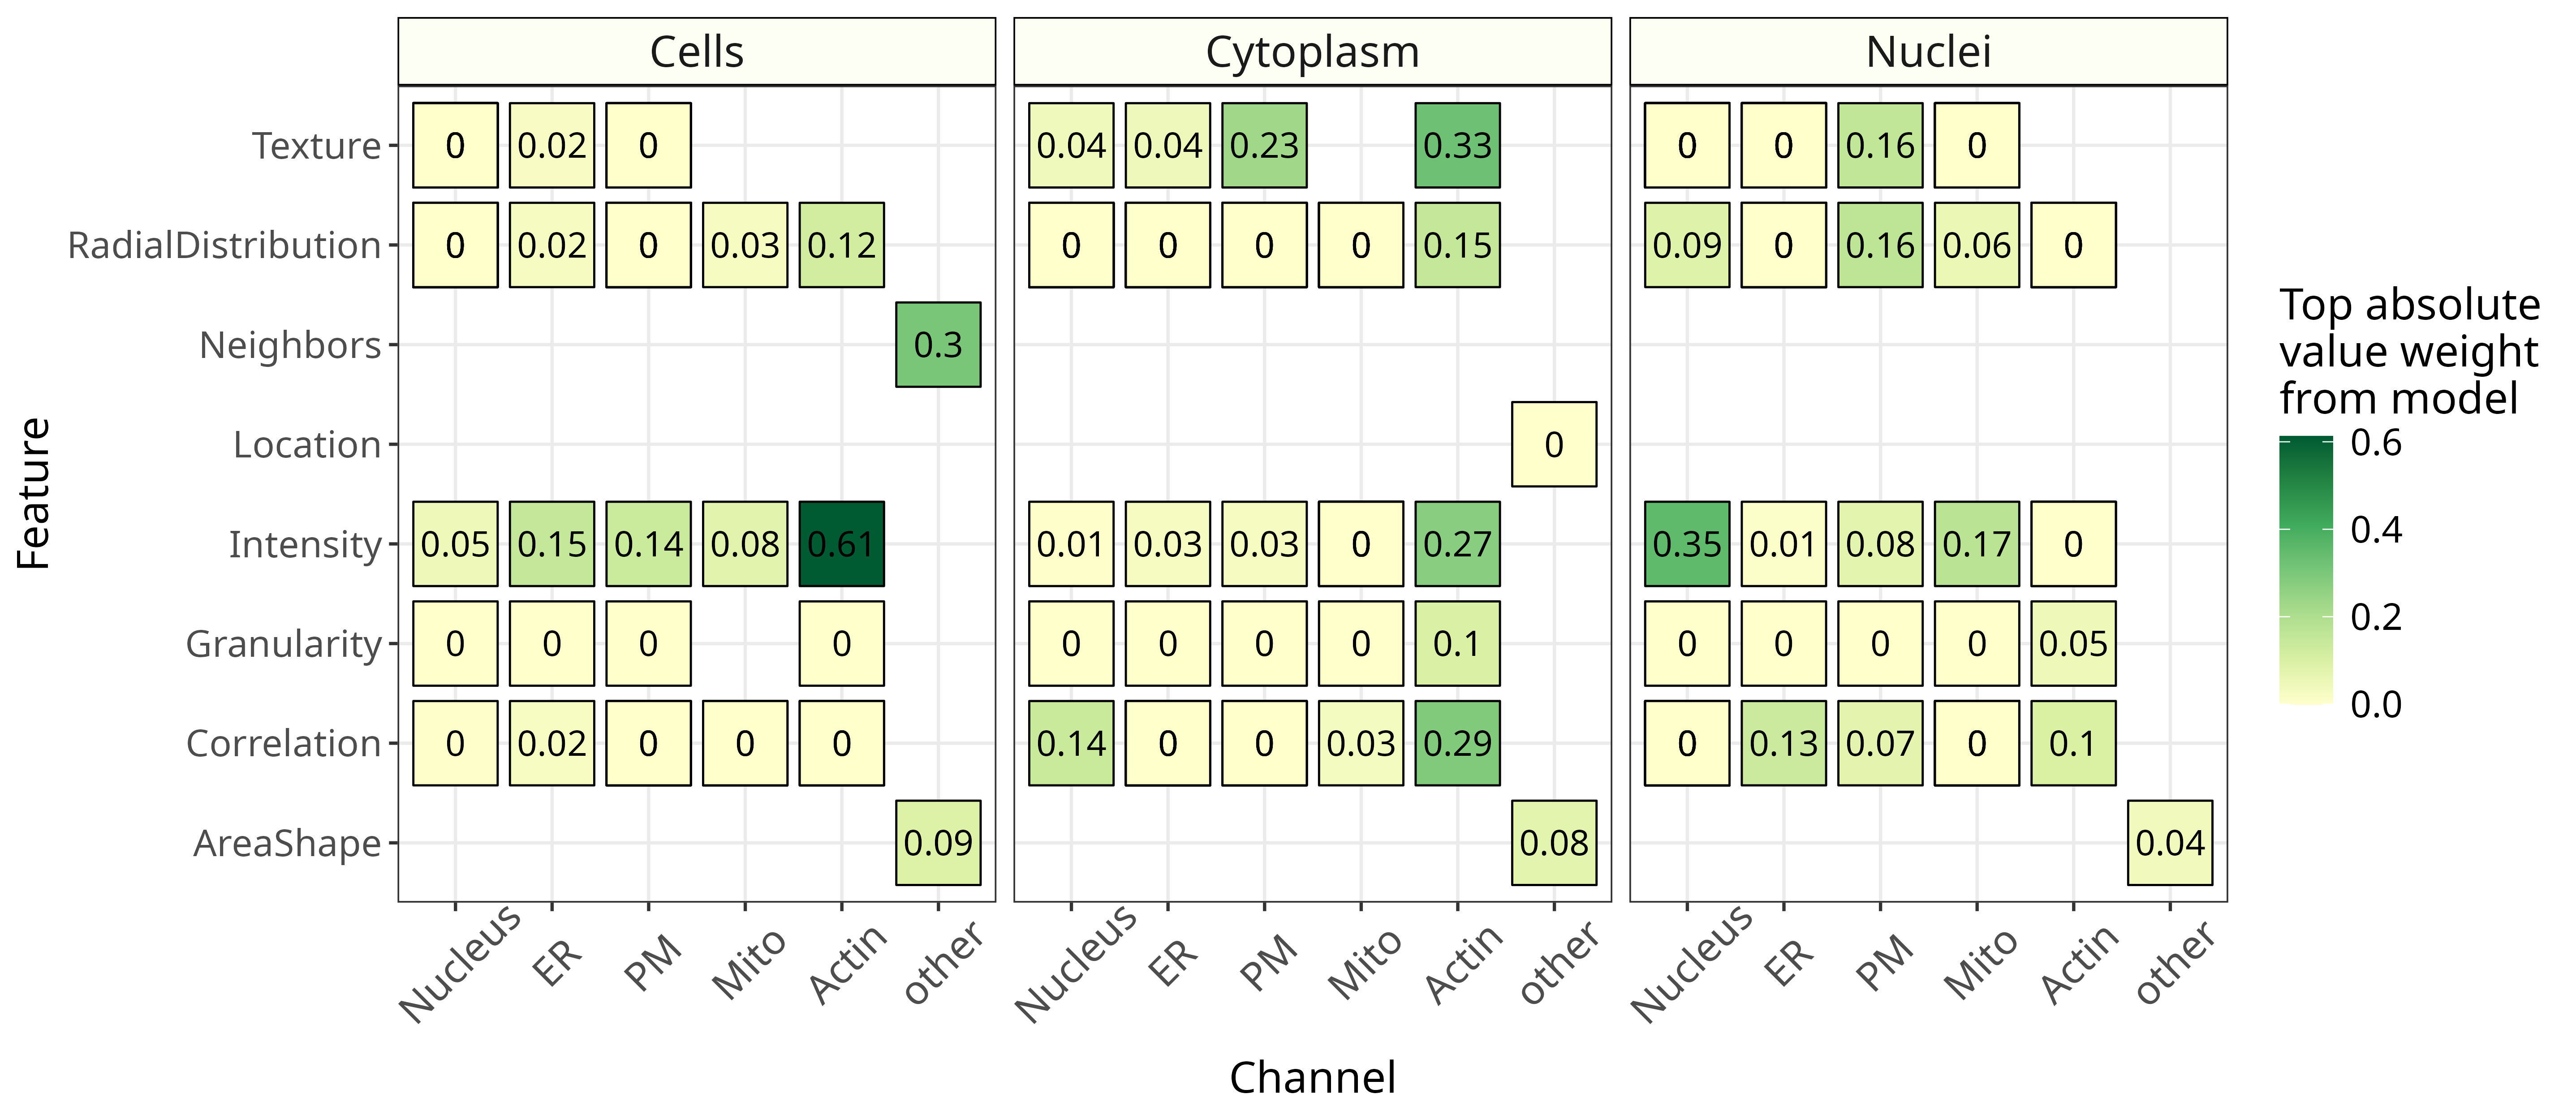 Cells Cytoplasm Nuclei
Texture 0 0.02 0 0.04 0.04 0.23 0.33 0 0 0.16 0
RadialDistribution 0 0.02 0 0.03 0.12 0 0 0 0 0.15 0.09 0 0.16 0.06 0
Neighbors 0.3
Location 0
Intensity 0.05 0.15 0.14 0.08 0.61 0.01 0.03 0.03 0 0.27 0.35 0.01 0.08 0.17 0
Granularity 0 0 0 0 0 0 0 0 0.1 0 0 0 0 0.05
Correlation 0 0.02 0 0 0 0.14 0 0 0.03 0.29 0 0.13 0.07 0 0.1
AreaShape 0.09 0.08 0.04
Nucleus ER PM Mito Actin other Nucleus ER PM Mito Actin other Nucleus ER PM Mito Actin other
Channel
Feature
Top absolute
value weight
from model
0.6
0.4
0.2
0.0